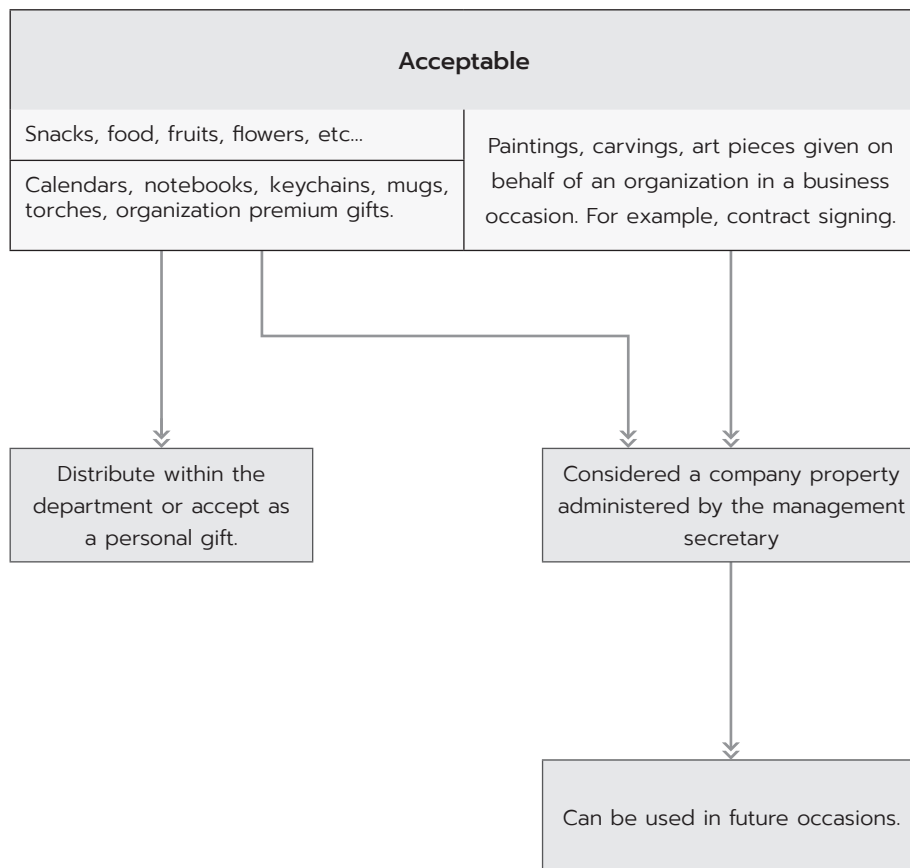 Acceptable
Snacks, food, fruits, flowers, etc...
Calendars, notebooks, keychains, mugs,
torches, organization premium gifts.
Paintings, carvings, art pieces given on
behalf of an organization in a business
occasion. For example, contract signing.
Distribute within the
department or accept as
a personal gift.
Considered a company property
administered by the management
secretary
Can be used in future occasions.